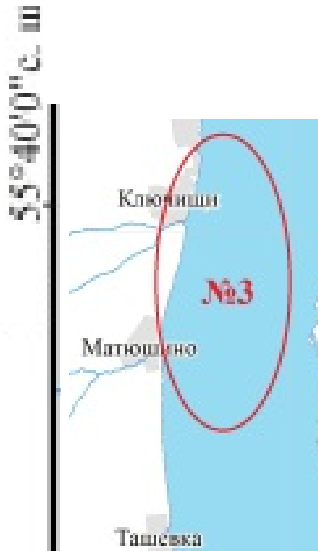 55°40'0"с. ш
Ключищи
№3
Матюшино
Ташевка